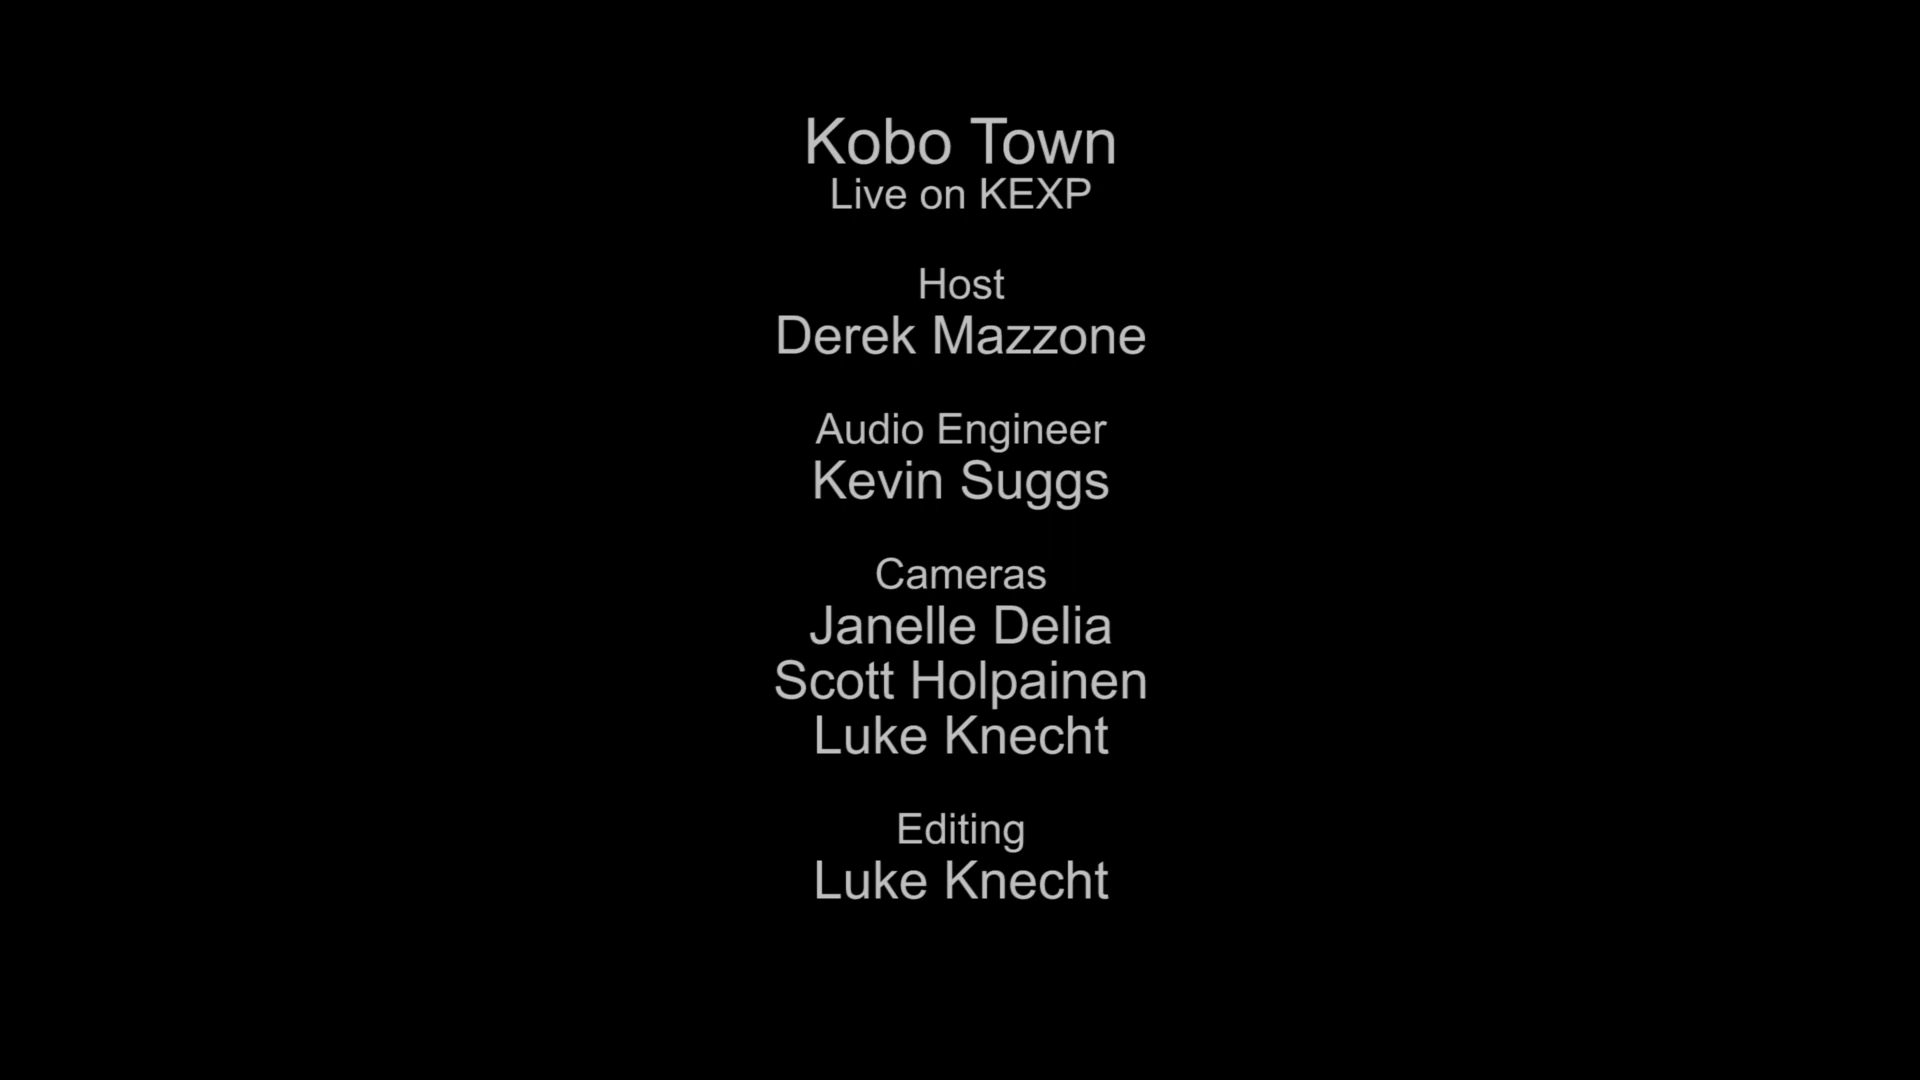 Kobo Town
Live on KEXP
Host
Derek Mazzone
Audio Engineer
Kevin Suggs
Cameras
Janelle Delia
Scott Holpainen
Luke Knecht
Editing
Luke Knecht